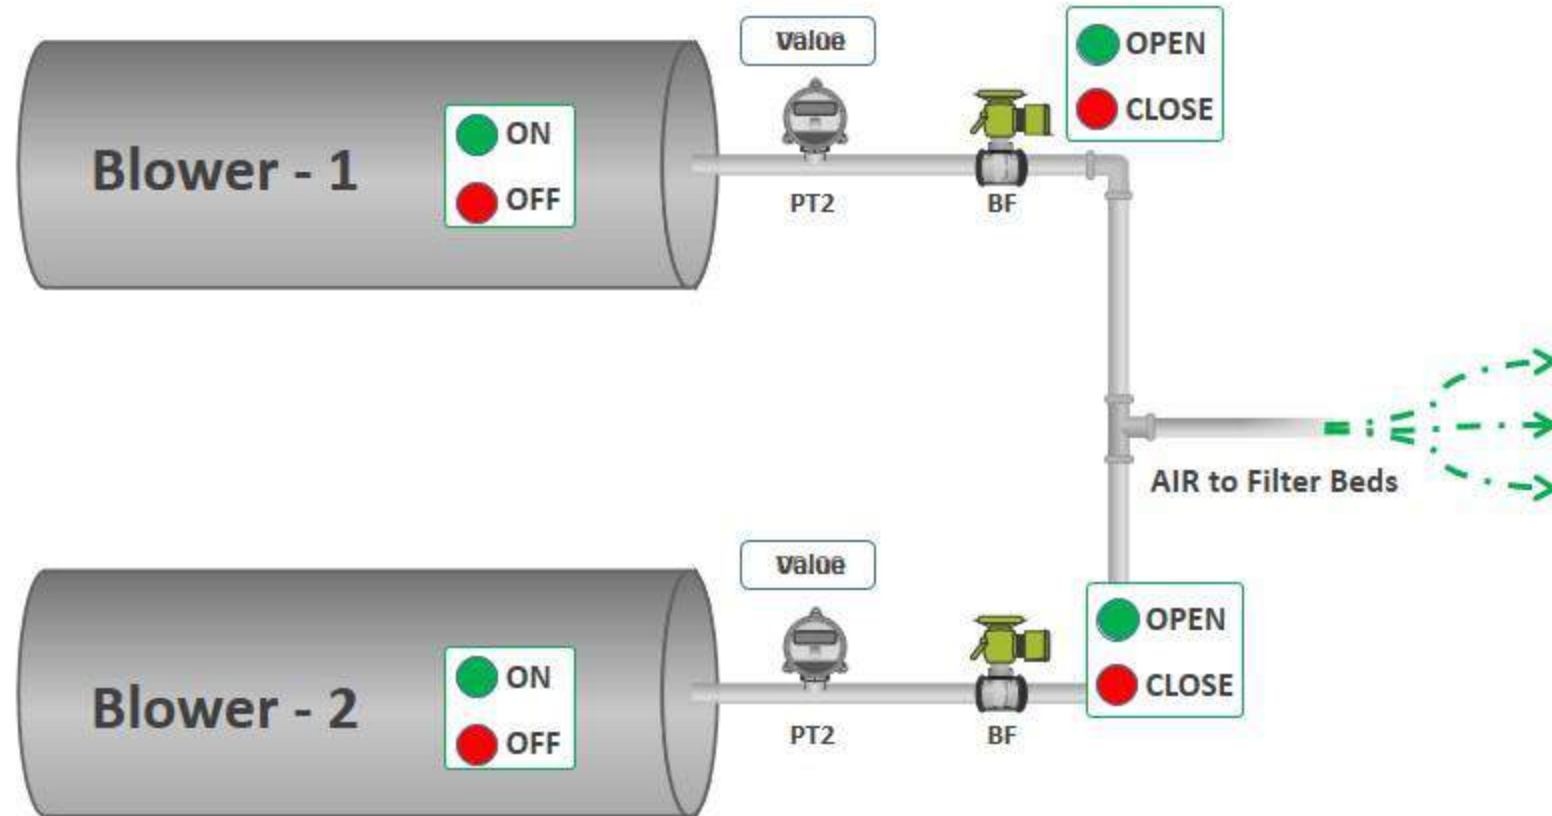 Value
OPEN
CLOSE
Blower - 1
ON
OFF
PT2
BF
AIR to Filter Beds
Value
OPEN
CLOSE
Blower - 2
ON
OFF
PT2
BF